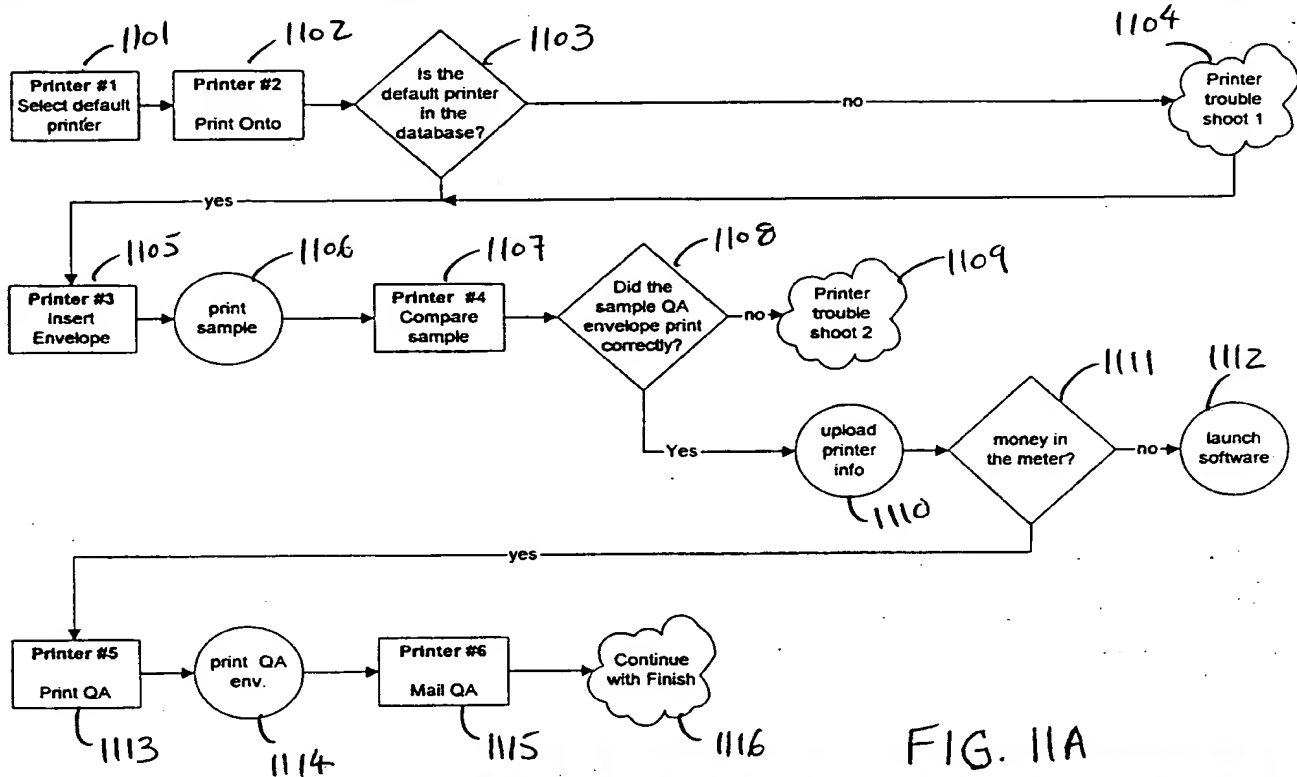 1101
1102
1103
1104
Printer #1
Select default
printer
Printer #2
Print Onto
Is the
default printer
in the
database?
no
Printer
trouble
shoot 1
yes
1105
1106
1107
1108
1109
Printer #3
Insert
Envelope
print
sample
Printer #4
Compare
sample
Did the
sample QA
envelope print
correctly?
no
Printer
trouble
shoot 2
1111
1112
Yes
upload
printer
info
money in
the meter?
no
launch
software
1110
yes
Printer #5
Print QA
print QA
env.
Printer #6
Mail QA
Continue
with Finish
1113
1114
1115
1116
FIG. 11A